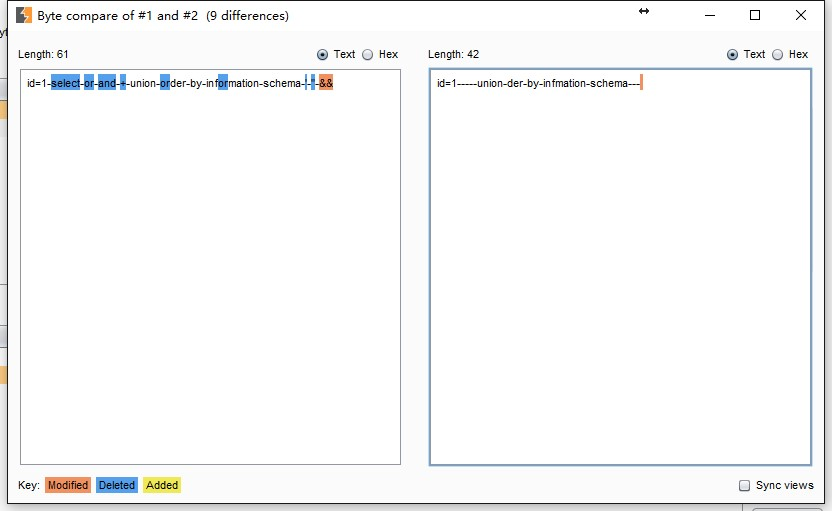 Byte compare of #1 and #2 (9 differences)
Length: 61
Text Hex
Length: 42
Text Hex
id=1-select-or-and-+-union-order-by-information-schema-'-"-&&
id=1-----union-der-by-infmation-schema---
Key: Modified Deleted Added
Sync views